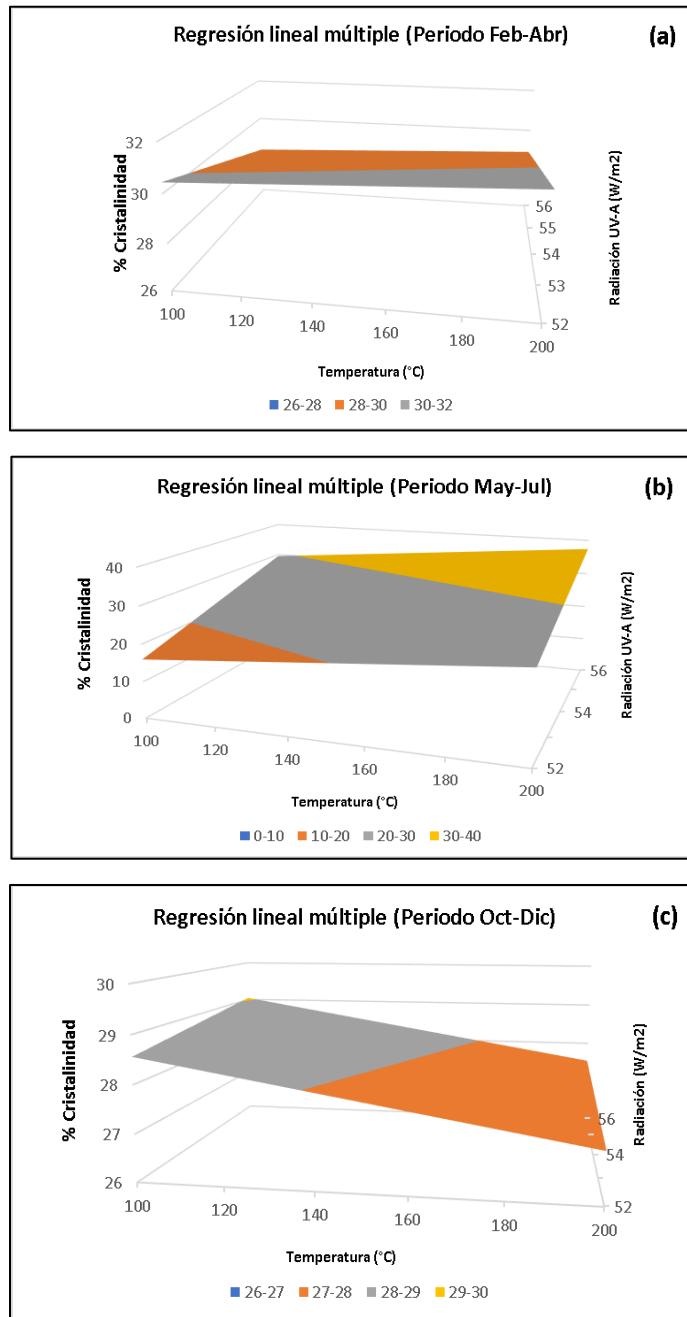 Regresión lineal múltiple (Periodo Feb-Abr)
(a)
32
30
28
26
% Cristalinidad
100
120
140
160
180
200
Temperatura (°C)
56
55
54
53
52
Radiación UV-A (W/m2)
26-28 28-30 30-32
Regresión lineal múltiple (Periodo May-Jul)
(b)
40
30
20
10
0
% Cristalinidad
100
120
140
160
180
200
Temperatura (°C)
56
54
52
Radiación UV-A (W/m2)
0-10 10-20 20-30 30-40
Regresión lineal múltiple (Periodo Oct-Dic)
(c)
30
29
28
27
26
% Cristalinidad
100
120
140
160
180
200
Temperatura (°C)
56
54
52
Radiación (W/m2)
26-27 27-28 28-29 29-30